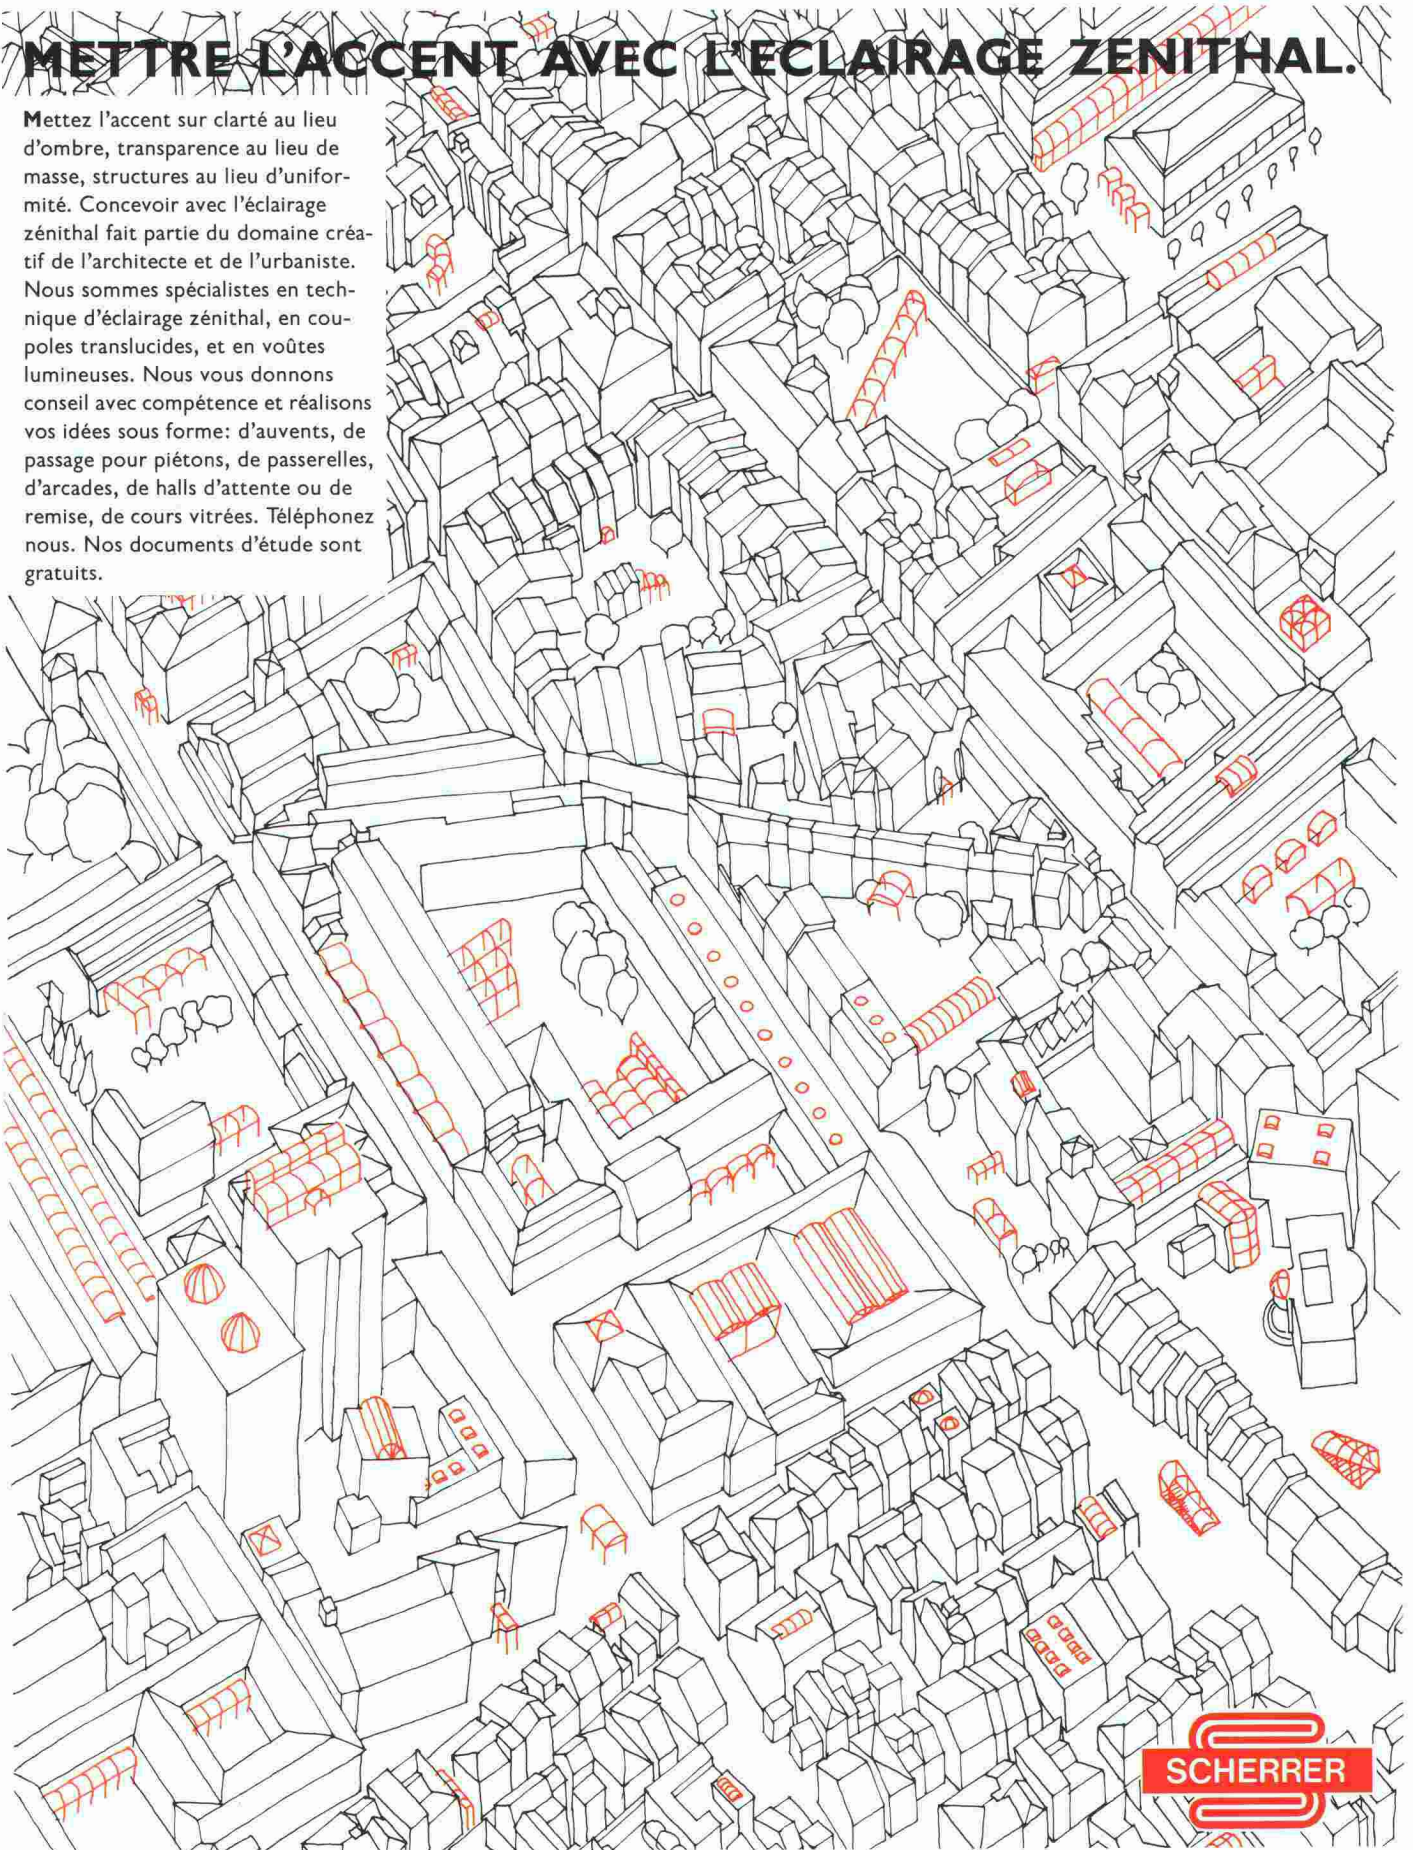 METTRE L'ACCENT AVEC L'ECLAIRAGE ZENITHAL.
Mettez l'accent sur clarté au lieu
d'ombre, transparence au lieu de
masse, structures au lieu d'unifor-
mité. Concevoir avec l'éclairage
zénithal fait partie du domaine créa-
tif de l'architecte et de l'urbaniste.
Nous sommes spécialistes en tech-
nique d'éclairage zénithal, en cou-
poles translucides, et en voûtes
lumineuses. Nous vous donnons
conseil avec compétence et réalisons
vos idées sous forme: d'auvents, de
passage pour piétons, de passerelles,
d'arcades, de halls d'attente ou de
remise, de cours vitrées. Téléphonez
nous. Nos documents d'étude sont
gratuits.
SCHERRER